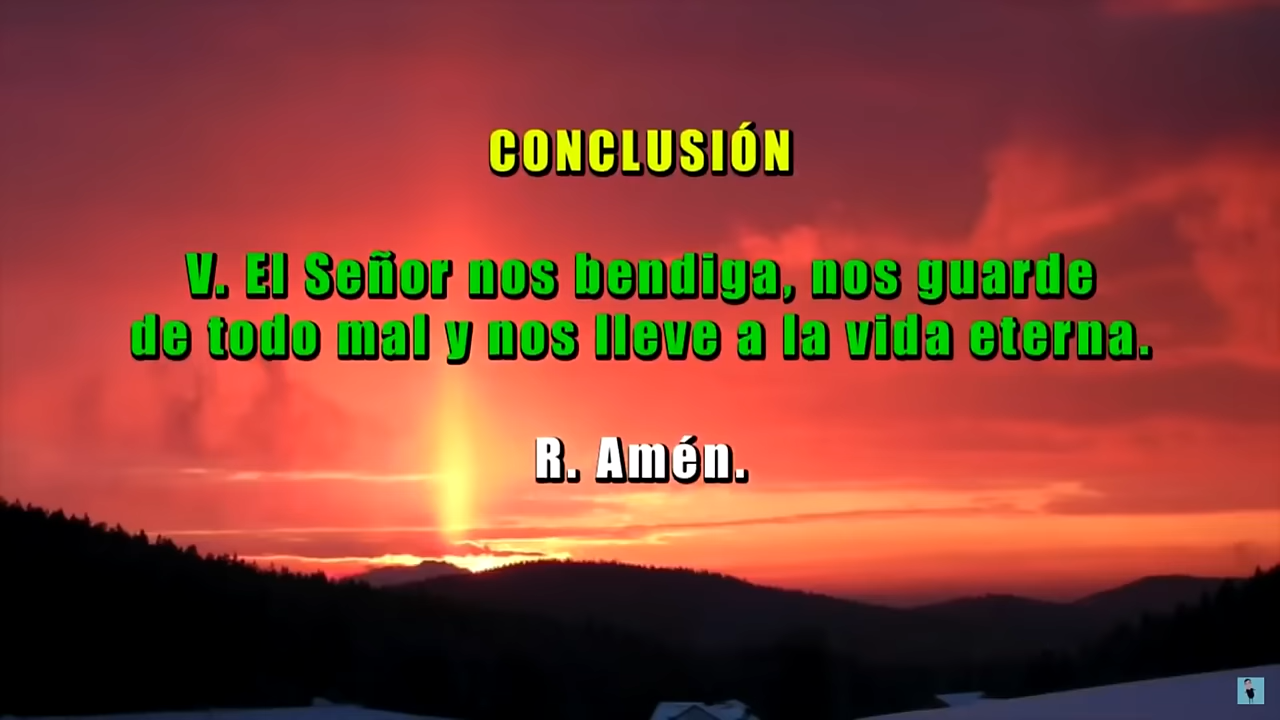 CONCLUSIÓN
V. El Señor nos bendiga, nos guarde
de todo mal y nos lleve a la vida eterna.
R. Amén.